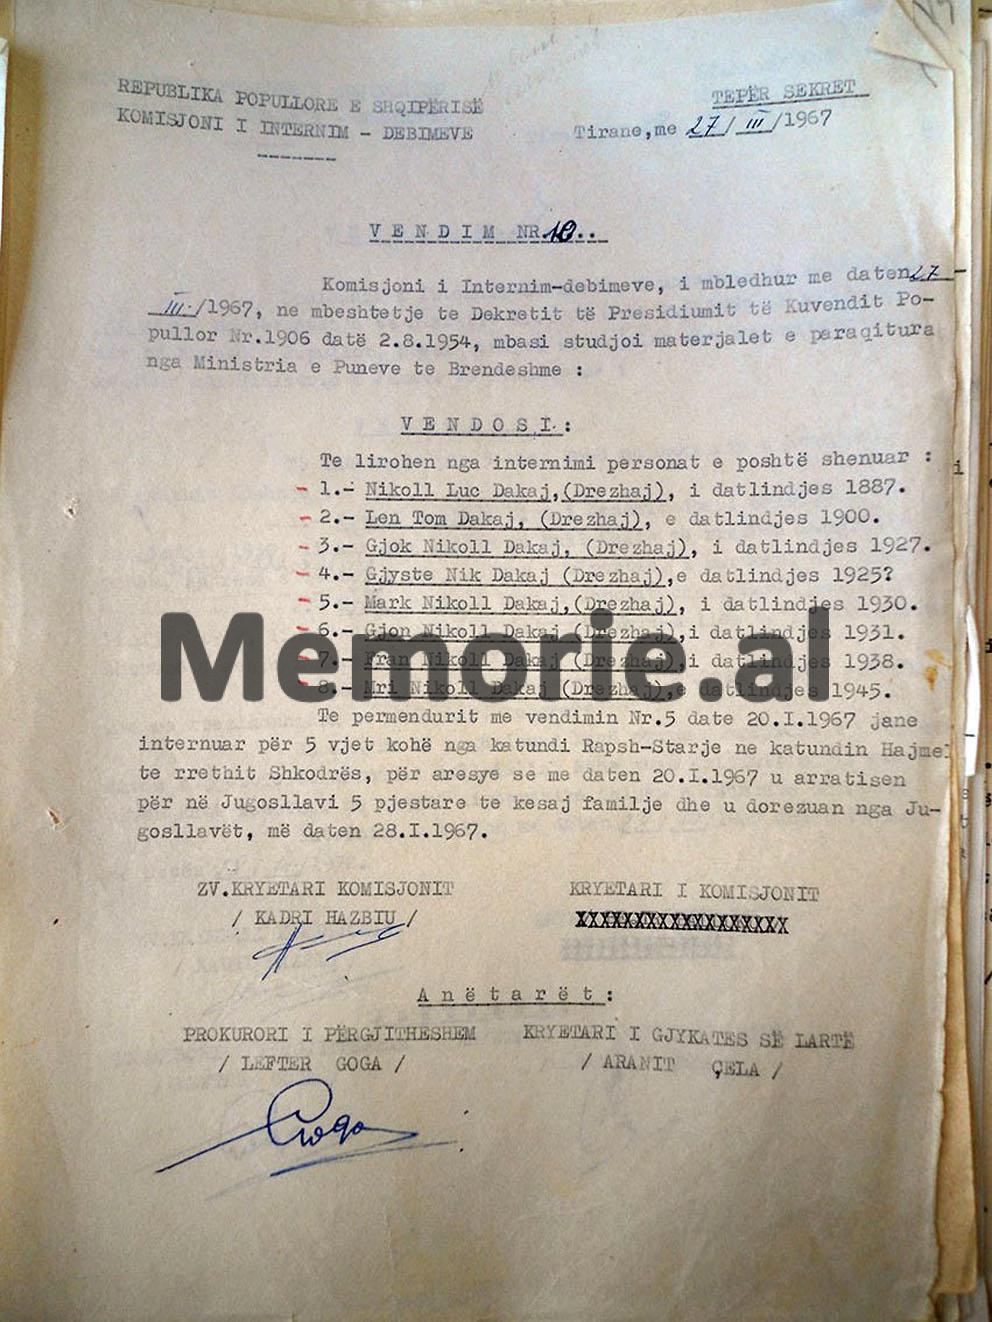 REPUBLIKA POPULLORE E SHQIPËRISË
KOMISJONI I INTERNIM - DEBIMEVE
TEPËR SEKRET
Tirane,me 27/III/1967
VENDIM NR.10..
Komisjoni i Internim-debimeve, i mbledhur me daten 27-
III./1967, ne mbeshtetje te Dekretit të Presidiumit të Kuvendit Po-
pullor Nr.1906 datë 2.8.1954, mbasi studjoi materjalet e paraqitura
nga Ministria e Puneve te Brendeshme :
VENDOSI:
Te lirohen nga internimi personat e poshtë shenuar :
- 1.- Nikoll Luc Dakaj,(Drezhaj), i datlindjes 1887.
- 2.- Len Tom Dakaj, (Drezhaj), e datlindjes 1900.
- 3.- Gjok Nikoll Dakaj, (Drezhaj), i datlindjes 1927.
- 4.- Gjyste Nik Dakaj (Drezhaj),e datlindjes 1925?
- 5.- Mark Nikoll Dakaj,(Drezhaj), i datlindjes 1930.
- 6.- Gjon Nikoll Dakaj (Drezhaj),i datlindjes 1931.
- 7.- Fran Nikoll Dakaj (Drezhaj),i datlindjes 1938.
- 8.- Mri Nikoll Dakaj (Drezhaj),e datlindjes 1945.
Memorie.al
Te permendurit me vendimin Nr.5 date 20.I.1967 jane
internuar për 5 vjet kohë nga katundi Rapsh-Starje ne katundin Hajmel
te rrethit Shkodrës, për aresye se me daten 20.I.1967 u arratisen
për në Jugosllavi 5 pjestare te kesaj familje dhe u dorezuan nga Ju-
gosllavët, më daten 28.I.1967.
ZV.KRYETARI KOMISJONIT
/ KADRI HAZBIU /
KRYETARI I KOMISJONIT
XXXXXXXXXXXXXXXXXXX
Anëtarët:
PROKURORI I PËRGJITHESHEM
/ LEFTER GOGA /
KRYETARI I GJYKATES SË LARTË
/ ARANIT ÇELA /
Goga